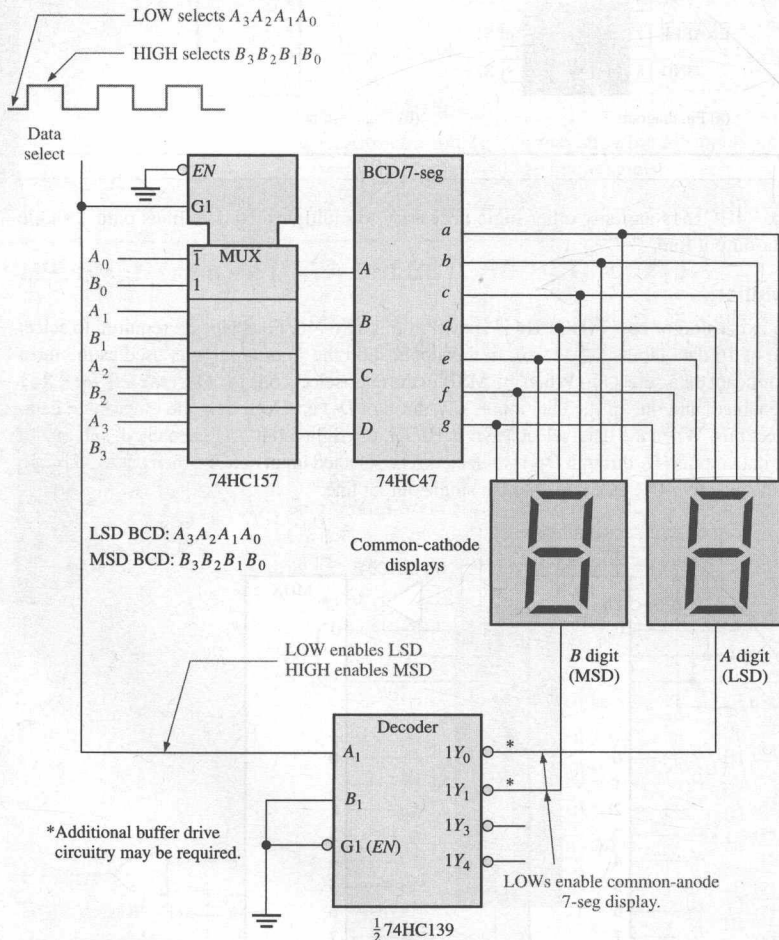 LOW selects A₃A₂A₁A₀
HIGH selects B₃B₂B₁B₀
Data
select
EN
G1
MUX
A₀
1̅
B₀
1
A₁
B₁
A₂
B₂
A₃
B₃
74HC157
BCD/7-seg
A
B
C
D
a
b
c
d
e
f
g
74HC47
LSD BCD: A₃A₂A₁A₀
MSD BCD: B₃B₂B₁B₀
Common-cathode
displays
B digit
(MSD)
A digit
(LSD)
LOW enables LSD
HIGH enables MSD
Decoder
A₁
B₁
G1 (EN)
1Y₀
1Y₁
1Y₃
1Y₄
*
*
*Additional buffer drive
circuitry may be required.
LOWs enable common-anode
7-seg display.
½ 74HC139